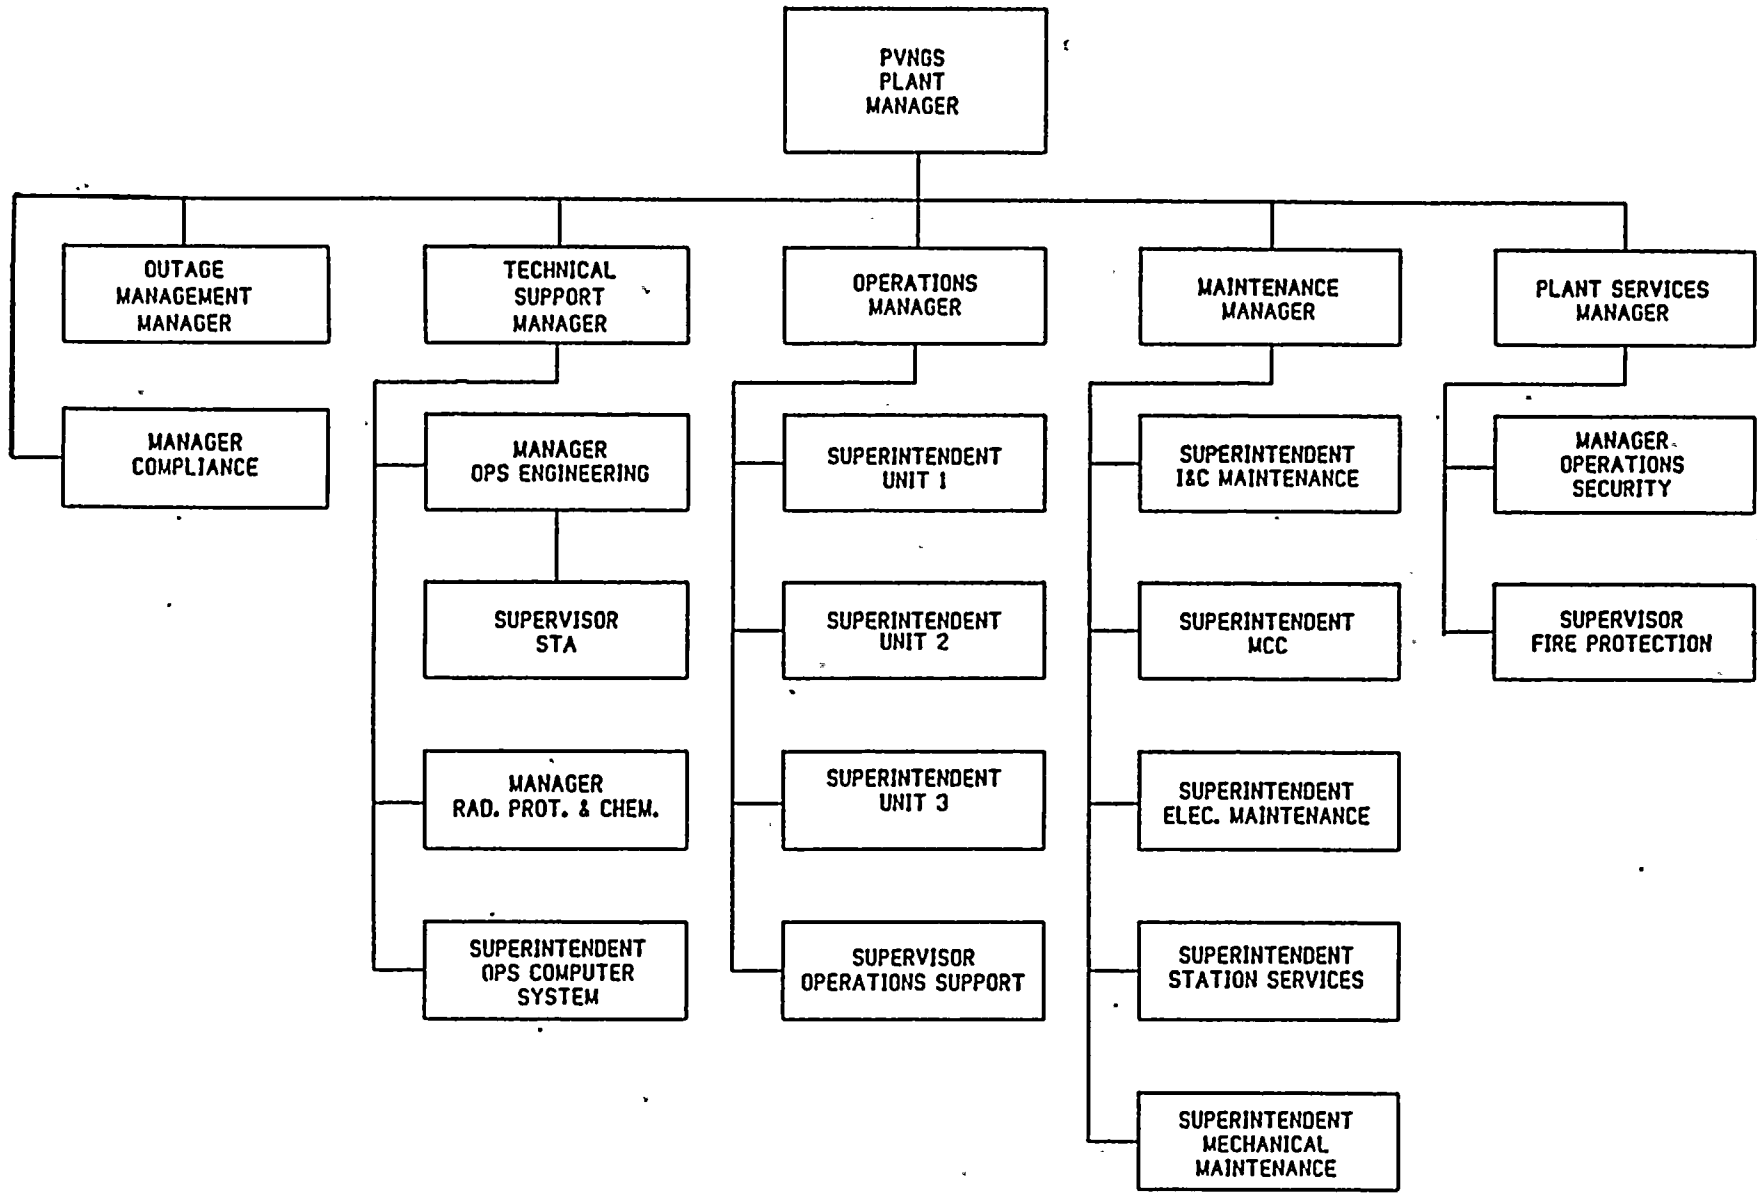 PVNGS
PLANT
MANAGER
OUTAGE
MANAGEMENT
MANAGER
TECHNICAL
SUPPORT
MANAGER
OPERATIONS
MANAGER
MAINTENANCE
MANAGER
PLANT SERVICES
MANAGER
MANAGER
COMPLIANCE
MANAGER
OPS ENGINEERING
SUPERINTENDENT
UNIT 1
SUPERINTENDENT
I&C MAINTENANCE
MANAGER
OPERATIONS
SECURITY
SUPERVISOR
STA
SUPERINTENDENT
UNIT 2
SUPERINTENDENT
MCC
SUPERVISOR
FIRE PROTECTION
MANAGER
RAD. PROT. & CHEM.
SUPERINTENDENT
UNIT 3
SUPERINTENDENT
ELEC. MAINTENANCE
SUPERINTENDENT
OPS COMPUTER
SYSTEM
SUPERVISOR
OPERATIONS SUPPORT
SUPERINTENDENT
STATION SERVICES
SUPERINTENDENT
MECHANICAL
MAINTENANCE